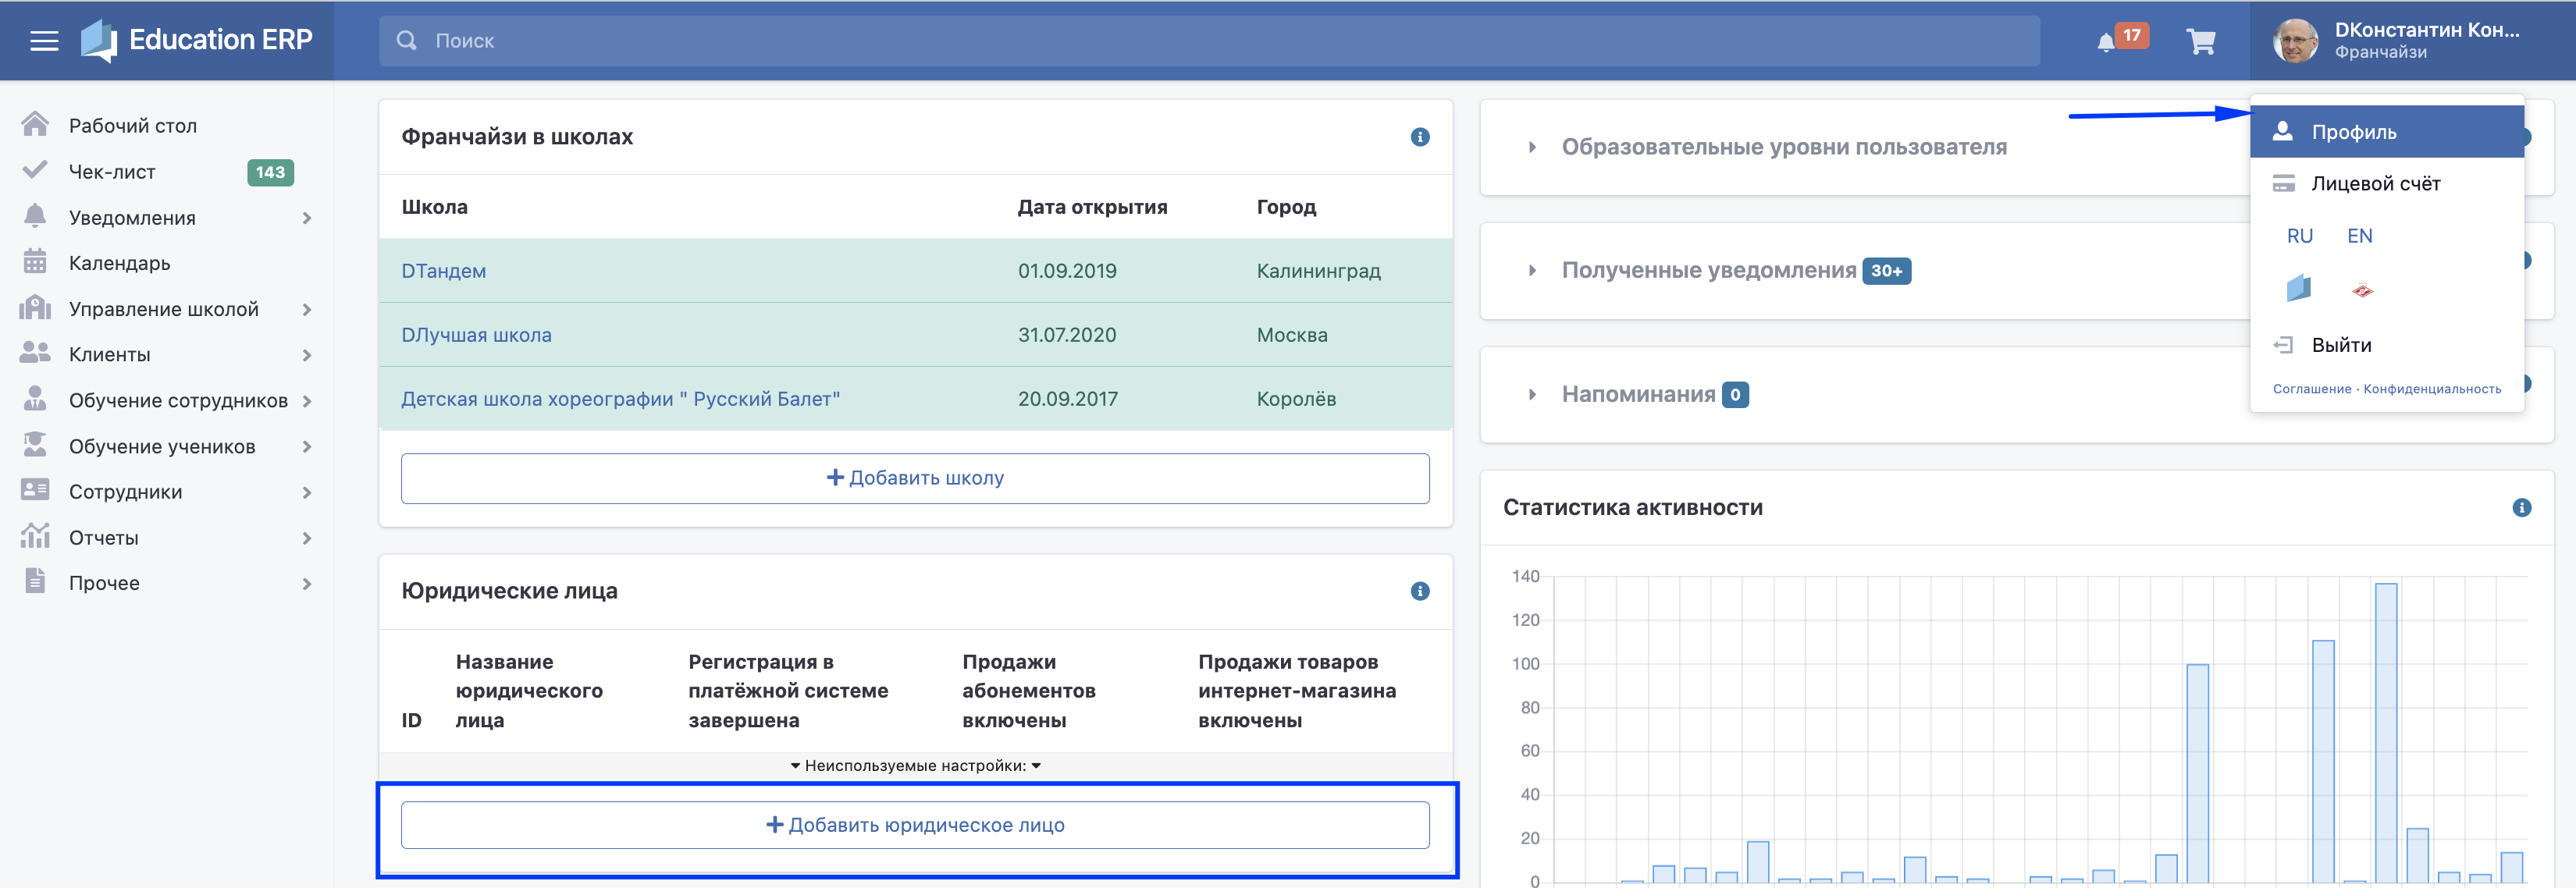 Education ERP
Поиск
17
DКонстантин Кон...
Франчайзи
Рабочий стол
Чек-лист 143
Уведомления
Календарь
Управление школой
Клиенты
Обучение сотрудников
Обучение учеников
Сотрудники
Отчеты
Прочее
Франчайзи в школах
Школа Дата открытия Город
DТандем 01.09.2019 Калининград
DЛучшая школа 31.07.2020 Москва
Детская школа хореографии " Русский Балет" 20.09.2017 Королёв
+ Добавить школу
Юридические лица
ID
Название
юридического
лица
Регистрация в
платёжной системе
завершена
Продажи
абонементов
включены
Продажи товаров
интернет-магазина
включены
Неиспользуемые настройки:
+ Добавить юридическое лицо
Образовательные уровни пользователя
Полученные уведомления 30+
Напоминания 0
Профиль
Лицевой счёт
RU EN
Выйти
Соглашение · Конфиденциальность
Статистика активности
140
120
100
80
60
40
20
0